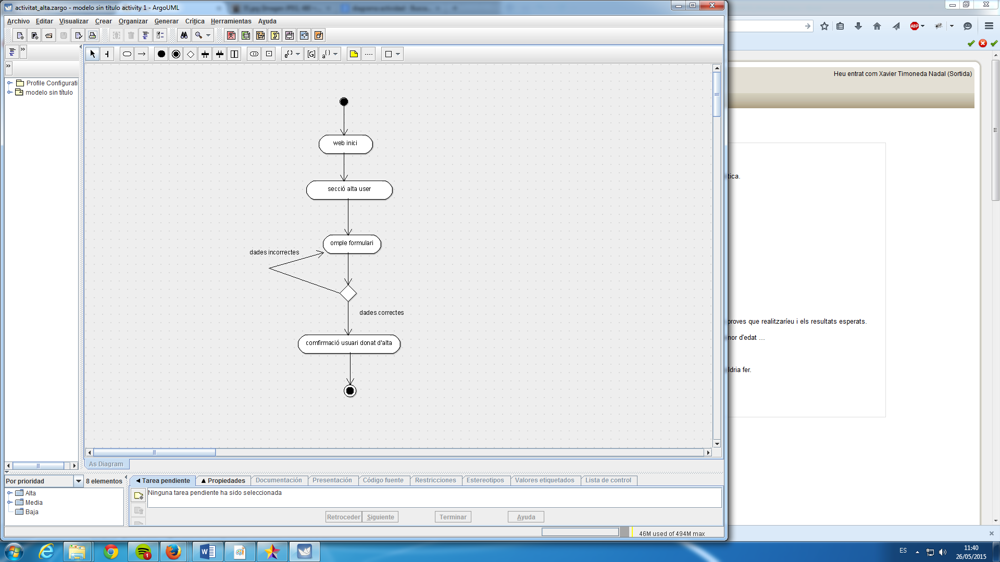 activitat_alta.zargo - modelo sin título activity 1 - ArgoUML
Archivo Editar Visualizar Crear Organizar Generar Crítica Herramientas Ayuda
ABP
Heu entrat com Xavier Timoneda Nadal (Sortida)
Profile Configurati
modelo sin título
web inici
secció alta user
omple formulari
dades incorrectes
dades correctes
comfirmació usuari donat d'alta
tica.
proves que realitzaríeu i els resultats esperats.
nor d'edat ...
ldria fer.
As Diagram
Por prioridad
8 elementos
Alta
Media
Baja
Tarea pendiente Propiedades Documentación Presentación Código fuente Restricciones Estereotipos Valores etiquetados Lista de control
Ninguna tarea pendiente ha sido seleccionada
Retroceder Siguiente Terminar Ayuda
46M used of 494M max
ES
11:40
26/05/2015